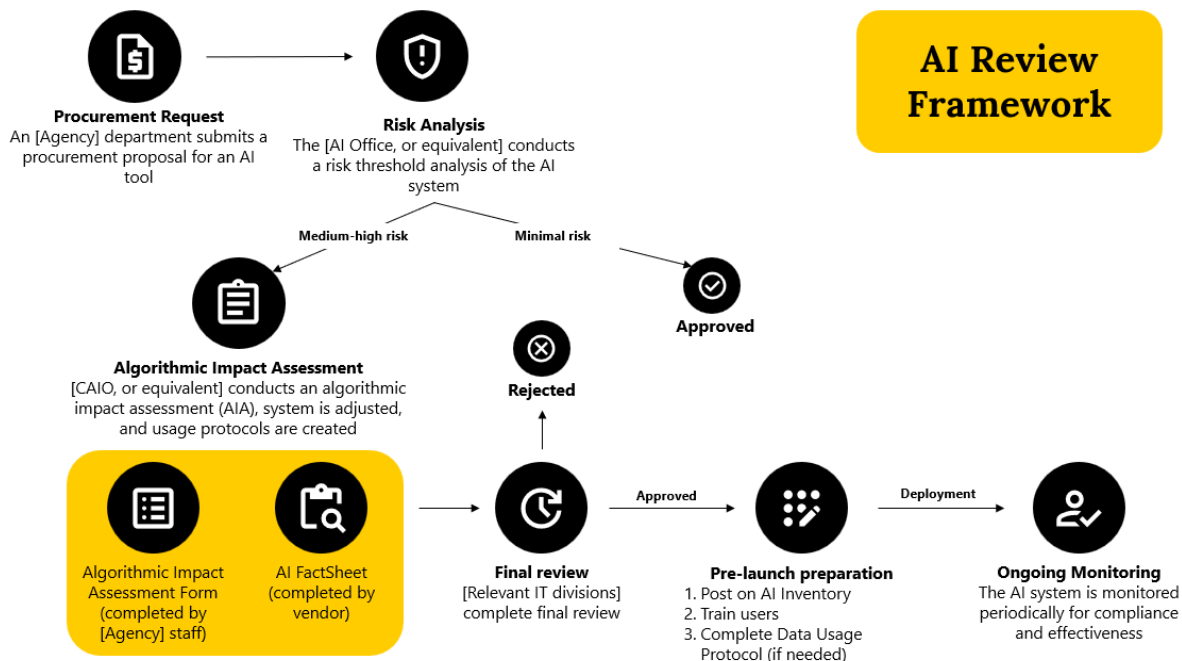 AI Review
Framework
Procurement Request
An [Agency] department submits a
procurement proposal for an AI
tool
Risk Analysis
The [AI Office, or equivalent] conducts
a risk threshold analysis of the AI
system
Medium-high risk
Minimal risk
Approved
Algorithmic Impact Assessment
[CAIO, or equivalent] conducts an algorithmic
impact assessment (AIA), system is adjusted,
and usage protocols are created
Rejected
Algorithmic Impact
Assessment Form
(completed by
[Agency] staff)
AI FactSheet
(completed by
vendor)
Final review
[Relevant IT divisions]
complete final review
Approved
Pre-launch preparation
1. Post on AI Inventory
2. Train users
3. Complete Data Usage
Protocol (if needed)
Deployment
Ongoing Monitoring
The AI system is monitored
periodically for compliance
and effectiveness